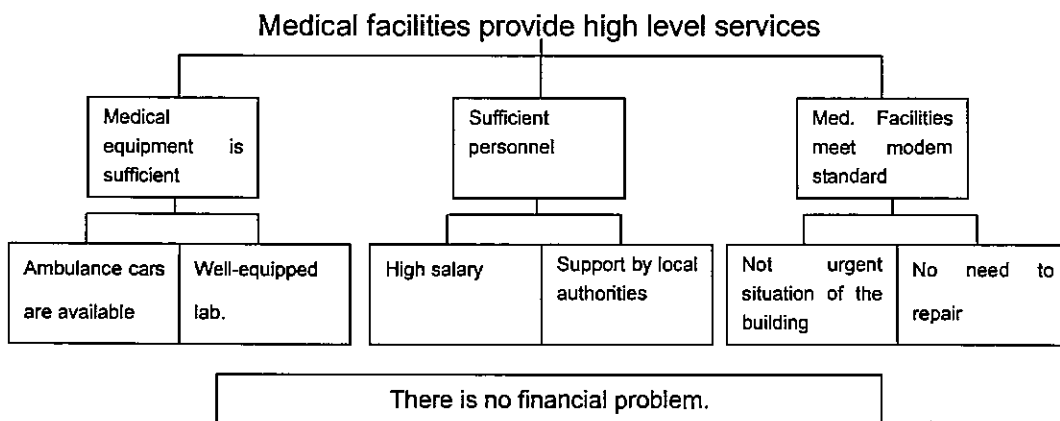 Medical facilities provide high level services
Medical
equipment is
sufficient
Sufficient
personnel
Med. Facilities
meet modem
standard
Ambulance cars
are available
Well-equipped
lab.
High salary
Support by local
authorities
Not urgent
situation of the
building
No need to
repair
There is no financial problem.